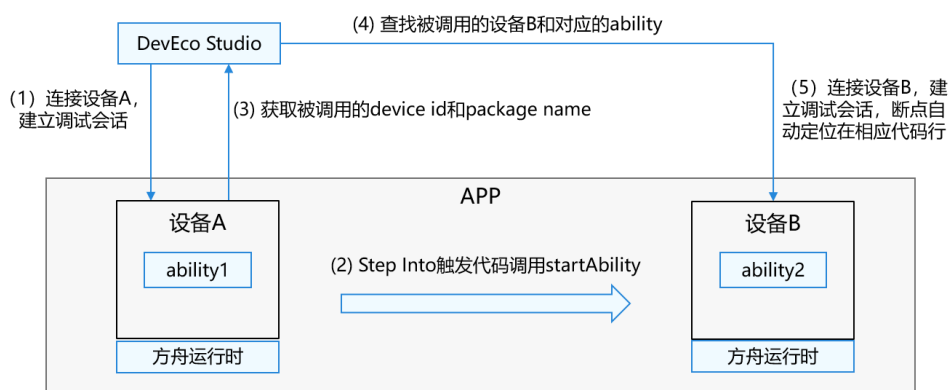 (4) 查找被调用的设备B和对应的ability
DevEco Studio
（1）连接设备A，
建立调试会话
(3) 获取被调用的device id和package name
（5）连接设备B，建
立调试会话，断点自
动定位在相应代码行
APP
设备A
设备B
ability1
(2) Step Into触发代码调用startAbility
ability2
方舟运行时
方舟运行时